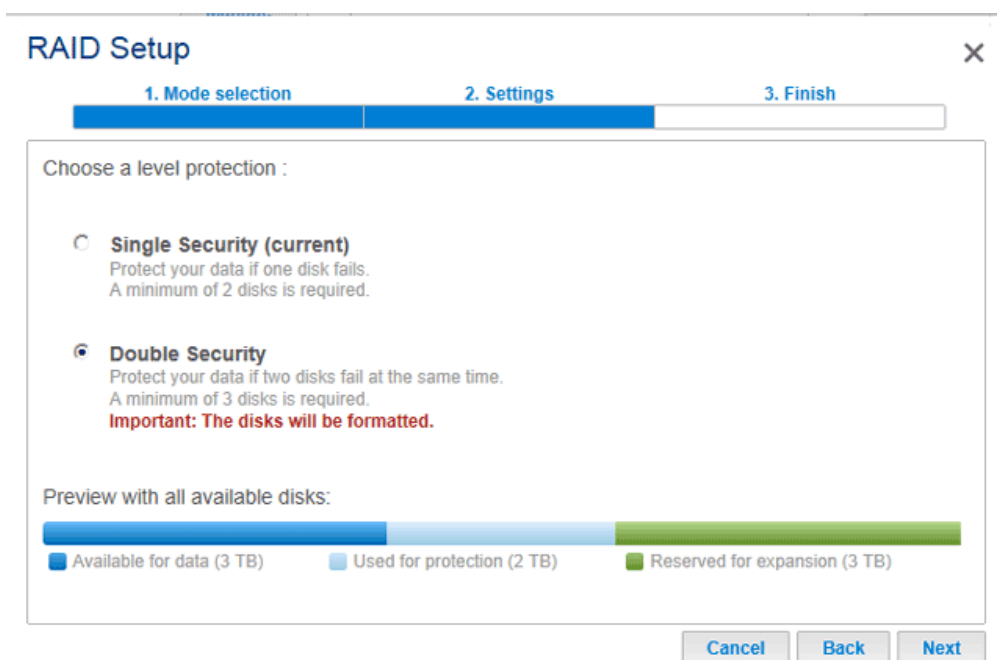 RAID Setup
1. Mode selection 2. Settings 3. Finish
Choose a level protection :
Single Security (current)
Protect your data if one disk fails.
A minimum of 2 disks is required.
Double Security
Protect your data if two disks fail at the same time.
A minimum of 3 disks is required.
Important: The disks will be formatted.
Preview with all available disks:
Available for data (3 TB) Used for protection (2 TB) Reserved for expansion (3 TB)
Cancel Back Next